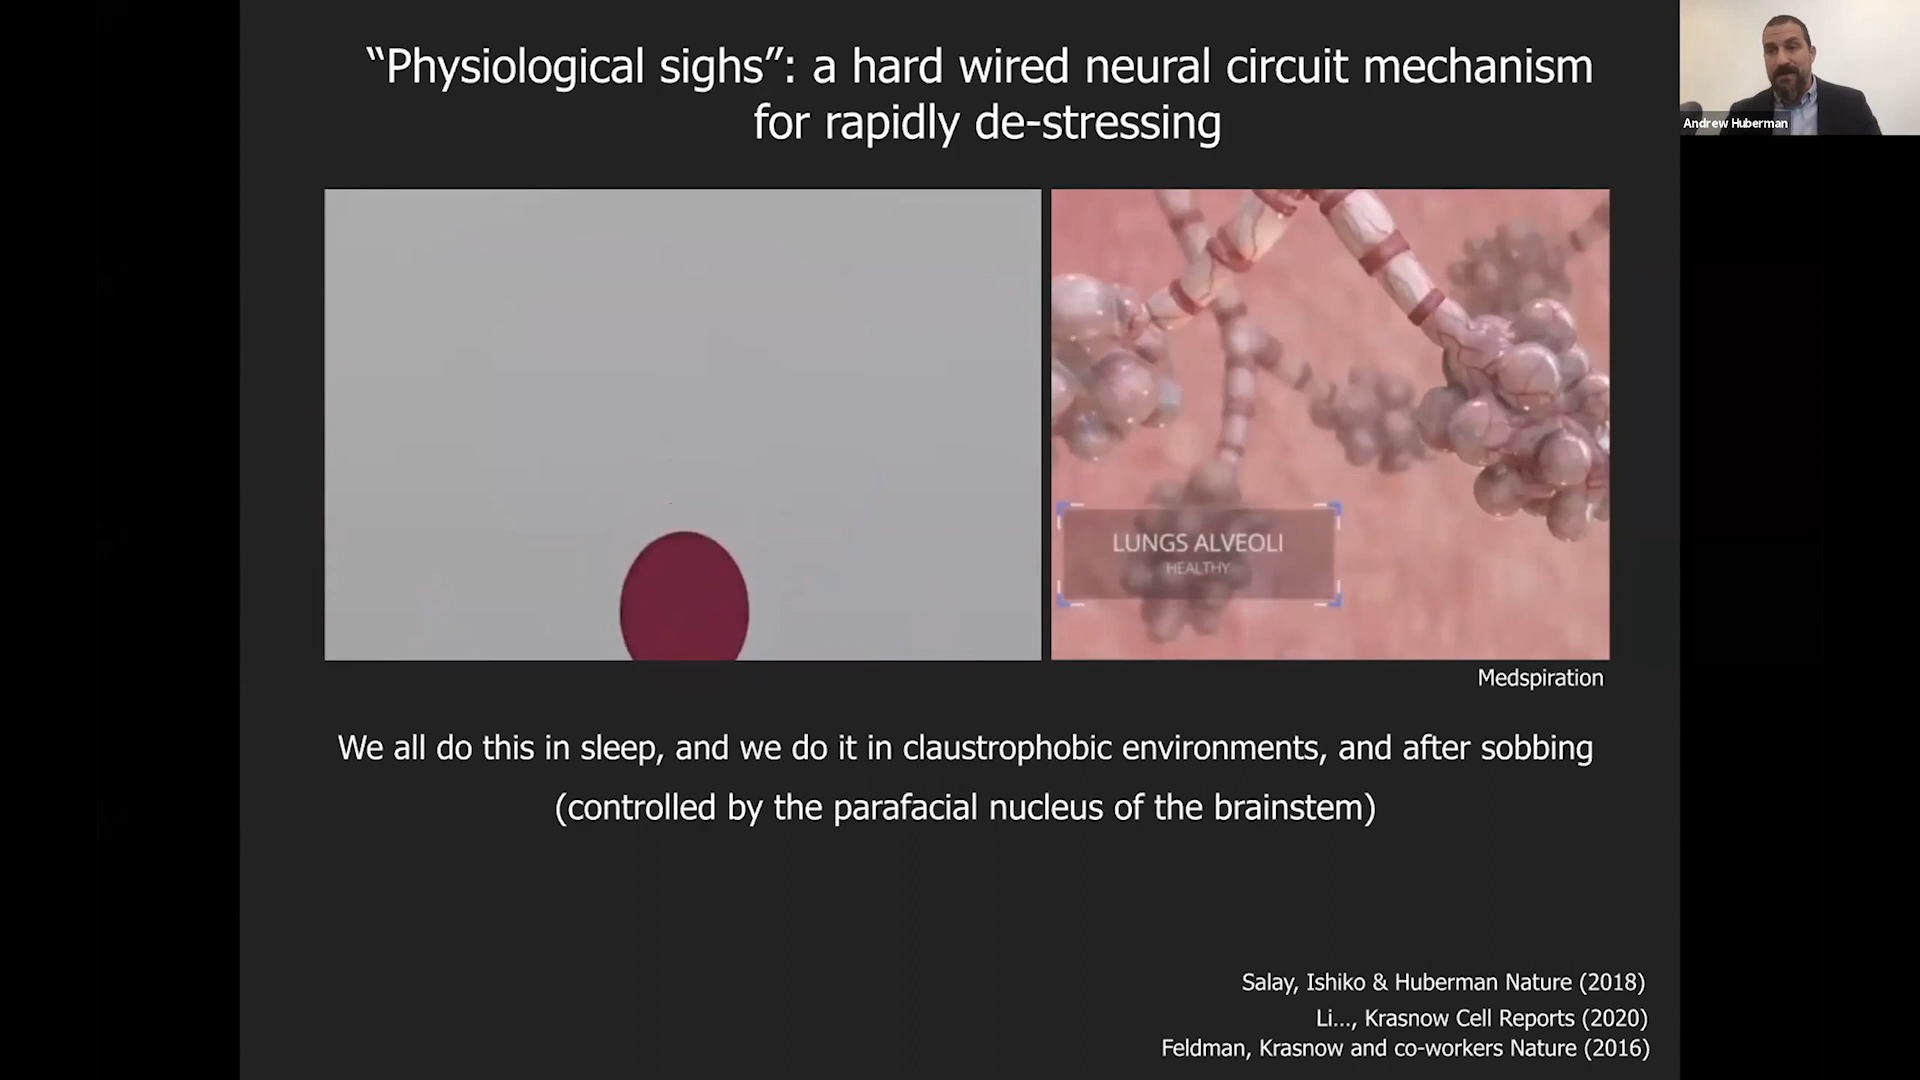 “Physiological sighs”: a hard wired neural circuit mechanism
for rapidly de-stressing
Andrew Huberman
LUNGS ALVEOLI
HEALTHY
Medspiration
We all do this in sleep, and we do it in claustrophobic environments, and after sobbing
(controlled by the parafacial nucleus of the brainstem)
Salay, Ishiko & Huberman Nature (2018)
Li..., Krasnow Cell Reports (2020)
Feldman, Krasnow and co-workers Nature (2016)